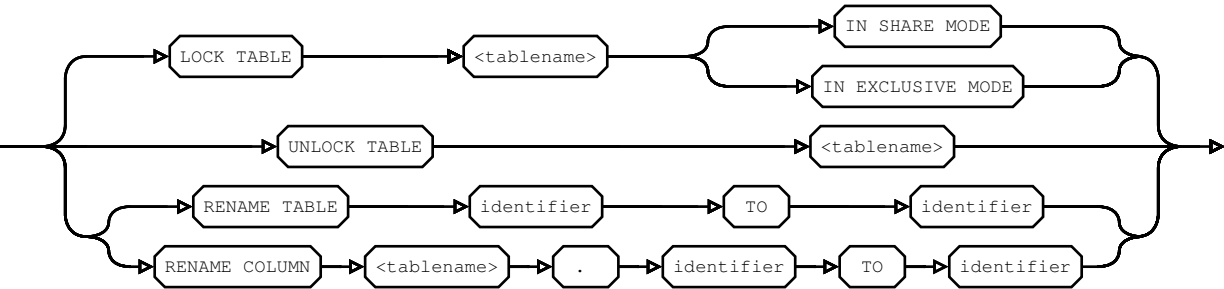 IN SHARE MODE
LOCK TABLE <tablename>
IN EXCLUSIVE MODE
UNLOCK TABLE <tablename>
RENAME TABLE identifier TO identifier
RENAME COLUMN <tablename> . identifier TO identifier